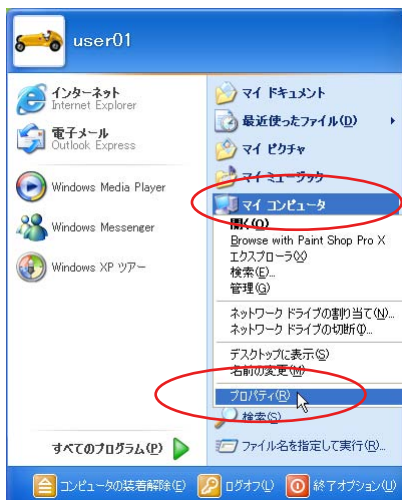 user01
インターネット
Internet Explorer
電子メール
Outlook Express
Windows Media Player
Windows Messenger
Windows XP ツアー
すべてのプログラム(P)
マイ ドキュメント
最近使ったファイル(D)
マイ ピクチャ
マイ ミュージック
マイ コンピュータ
開く(O)
Browse with Paint Shop Pro X
エクスプローラ(X)
検索(E)...
管理(G)
ネットワーク ドライブの割り当て(N)...
ネットワーク ドライブの切断(I)...
デスクトップに表示(S)
名前の変更(M)
プロパティ(R)
検索(S)
ファイル名を指定して実行(R)...
コンピュータの装着解除(E)
ログオフ(L)
終了オプション(U)